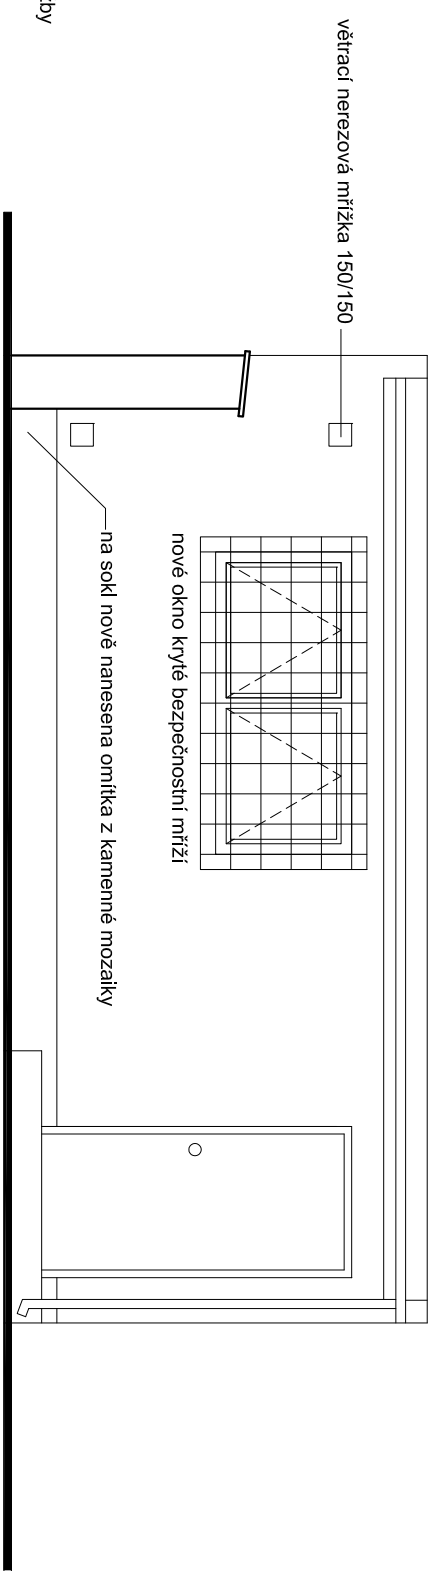 větrací nerezová mřížka 150/150
nové okno kryté bezpečnostní mříží
na sokl nově nanesena omítka z kamenné mozaiky